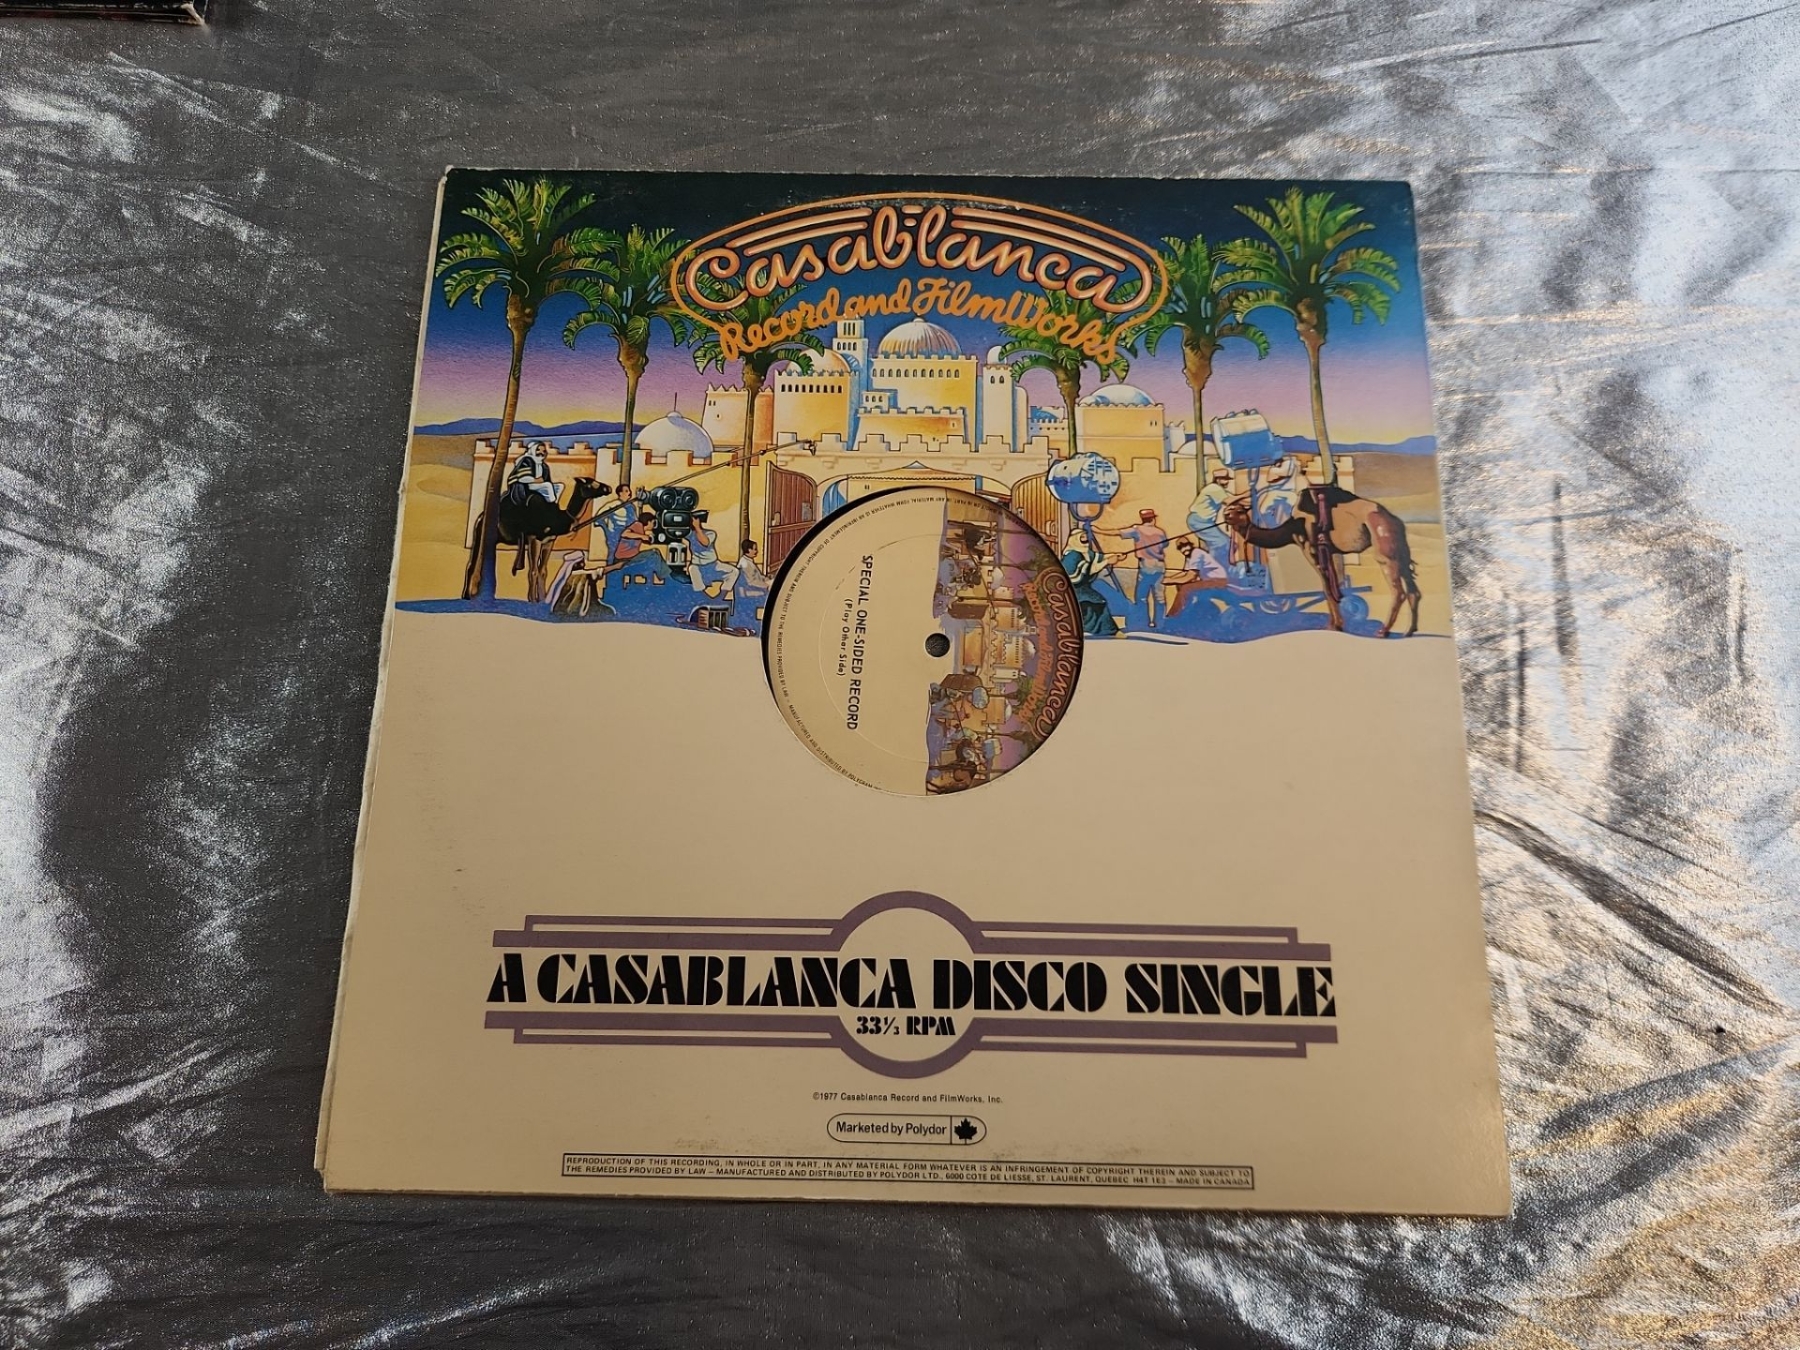 Casablanca
Record and FilmWorks
SPECIAL ONE-SIDED RECORD
(Play Other Side)
Casablanca
A CASABLANCA DISCO SINGLE
33⅓ RPM
©1977 Casablanca Record and FilmWorks, Inc.
Marketed by Polydor
REPRODUCTION OF THIS RECORDING, IN WHOLE OR IN PART, IN ANY MATERIAL FORM WHATEVER IS AN INFRINGEMENT OF COPYRIGHT THEREIN AND SUBJECT TO
THE REMEDIES PROVIDED BY LAW – MANUFACTURED AND DISTRIBUTED BY POLYDOR LTD., 6000 COTE DE LIESSE, ST. LAURENT, QUEBEC H4T 1E3 – MADE IN CANADA